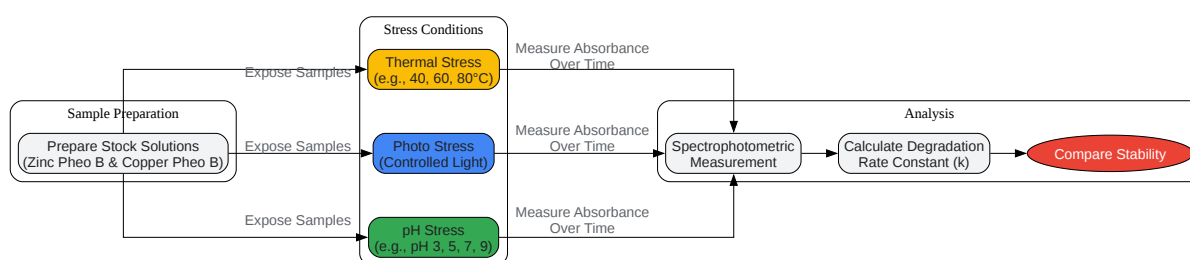 Stress Conditions
Measure Absorbance
Over Time
Thermal Stress
(e.g., 40, 60, 80°C)
Expose Samples
Sample Preparation
Prepare Stock Solutions
(Zinc Pheo B & Copper Pheo B)
Expose Samples
Photo Stress
(Controlled Light)
Measure Absorbance
Over Time
Analysis
Spectrophotometric
Measurement
Calculate Degradation
Rate Constant (k)
Compare Stability
Expose Samples
pH Stress
(e.g., pH 3, 5, 7, 9)
Measure Absorbance
Over Time